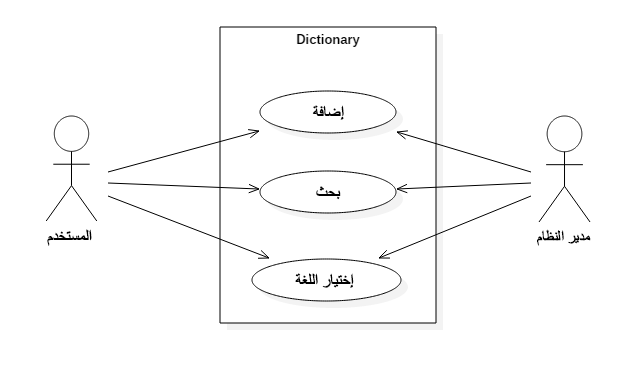 Dictionary
إضافة
بحث
إختيار اللغة
المستخدم
مدير النظام